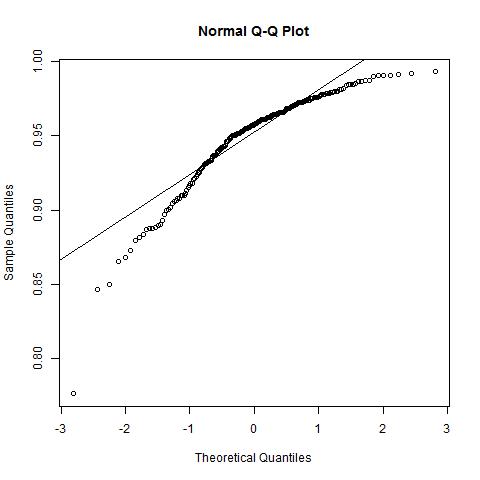 Normal Q-Q Plot
1.00
0.95
0.90
0.85
0.80
Sample Quantiles
-3 -2 -1 0 1 2 3
Theoretical Quantiles